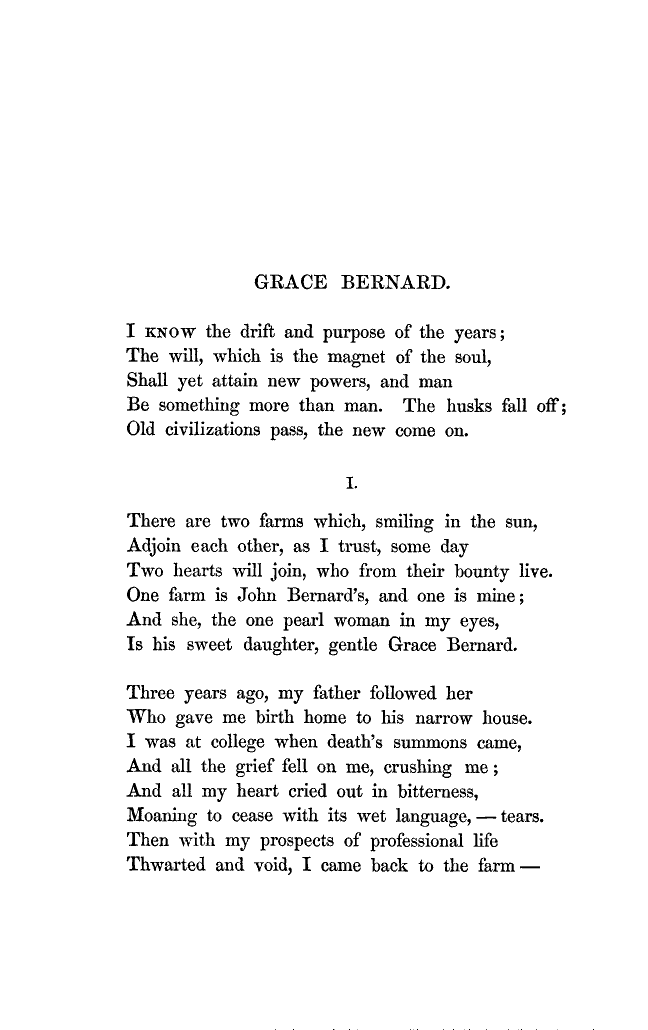 GRACE BERNARD.
I KNOW the drift and purpose of the years;
The will, which is the magnet of the soul,
Shall yet attain new powers, and man
Be something more than man. The husks fall off;
Old civilizations pass, the new come on.
I.
There are two farms which, smiling in the sun,
Adjoin each other, as I trust, some day
Two hearts will join, who from their bounty live.
One farm is John Bernard's, and one is mine;
And she, the one pearl woman in my eyes,
Is his sweet daughter, gentle Grace Bernard.
Three years ago, my father followed her
Who gave me birth home to his narrow house.
I was at college when death's summons came,
And all the grief fell on me, crushing me;
And all my heart cried out in bitterness,
Moaning to cease with its wet language, — tears.
Then with my prospects of professional life
Thwarted and void, I came back to the farm —